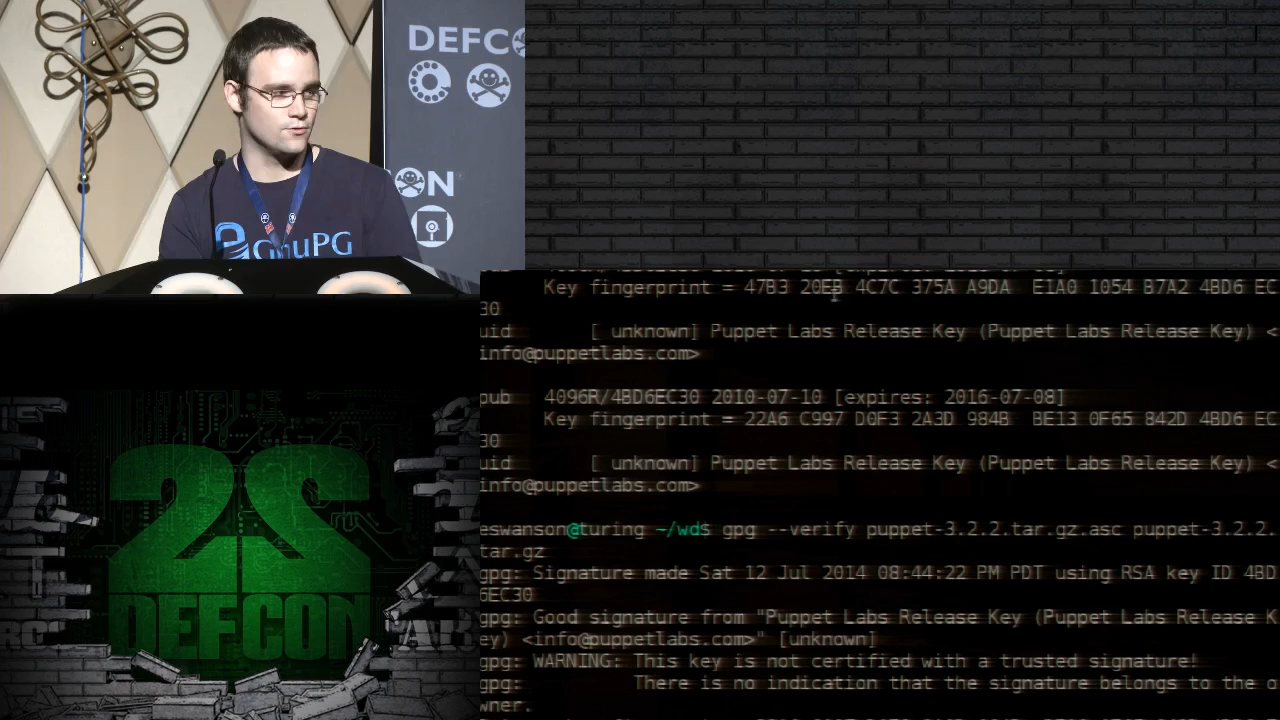 DEFC
ON
GnuPG
Key fingerprint = 47B3 20EB 4C7C 375A A9DA  E1A0 1054 B7A2 4BD6 EC
30
uid       [ unknown] Puppet Labs Release Key (Puppet Labs Release Key) <
info@puppetlabs.com>
pub   4096R/4BD6EC30 2010-07-10 [expires: 2016-07-08]
Key fingerprint = 22A6 C997 D0F3 2A3D 984B  BE13 0F65 842D 4BD6 EC
30
uid       [ unknown] Puppet Labs Release Key (Puppet Labs Release Key) <
info@puppetlabs.com>
eswanson@turing ~/wd$ gpg --verify puppet-3.2.2.tar.gz.asc puppet-3.2.2.
tar.gz
gpg: Signature made Sat 12 Jul 2014 08:44:22 PM PDT using RSA key ID 4BD
6EC30
gpg: Good signature from "Puppet Labs Release Key (Puppet Labs Release K
ey) <info@puppetlabs.com>" [unknown]
gpg: WARNING: This key is not certified with a trusted signature!
gpg:          There is no indication that the signature belongs to the o
wner.
22
DEFCON